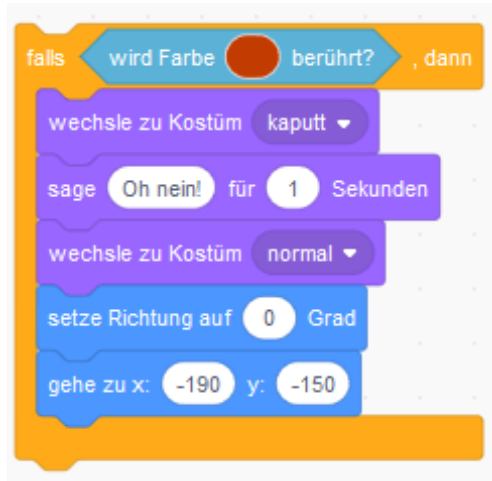 falls wird Farbe berührt? , dann
wechsle zu Kostüm kaputt
sage Oh nein! für 1 Sekunden
wechsle zu Kostüm normal
setze Richtung auf 0 Grad
gehe zu x: -190 y: -150